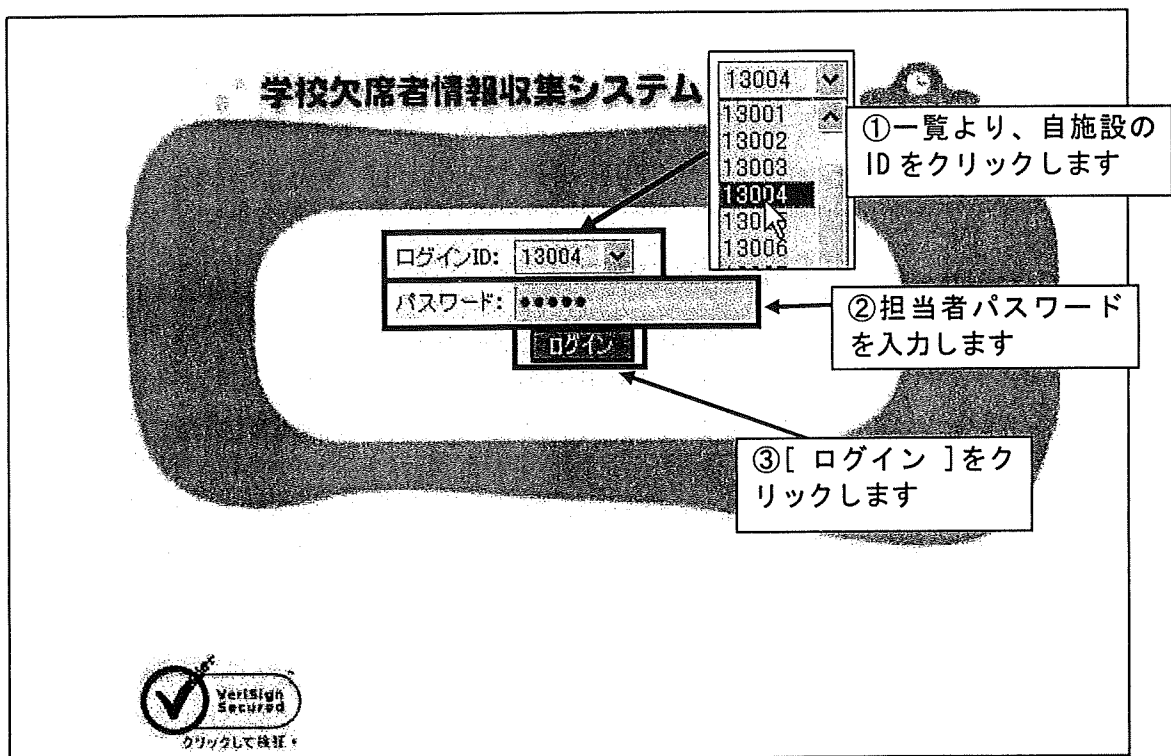 学校欠席者情報収集システム
13004
13001
13002
13003
13004
13006
①一覧より、自施設の
IDをクリックします
ログインID: 13004
パスワード: •••••
②担当者パスワード
を入力します
ログイン
③[ ログイン ]をク
リックします
VeriSign
Secured
クリックして検証